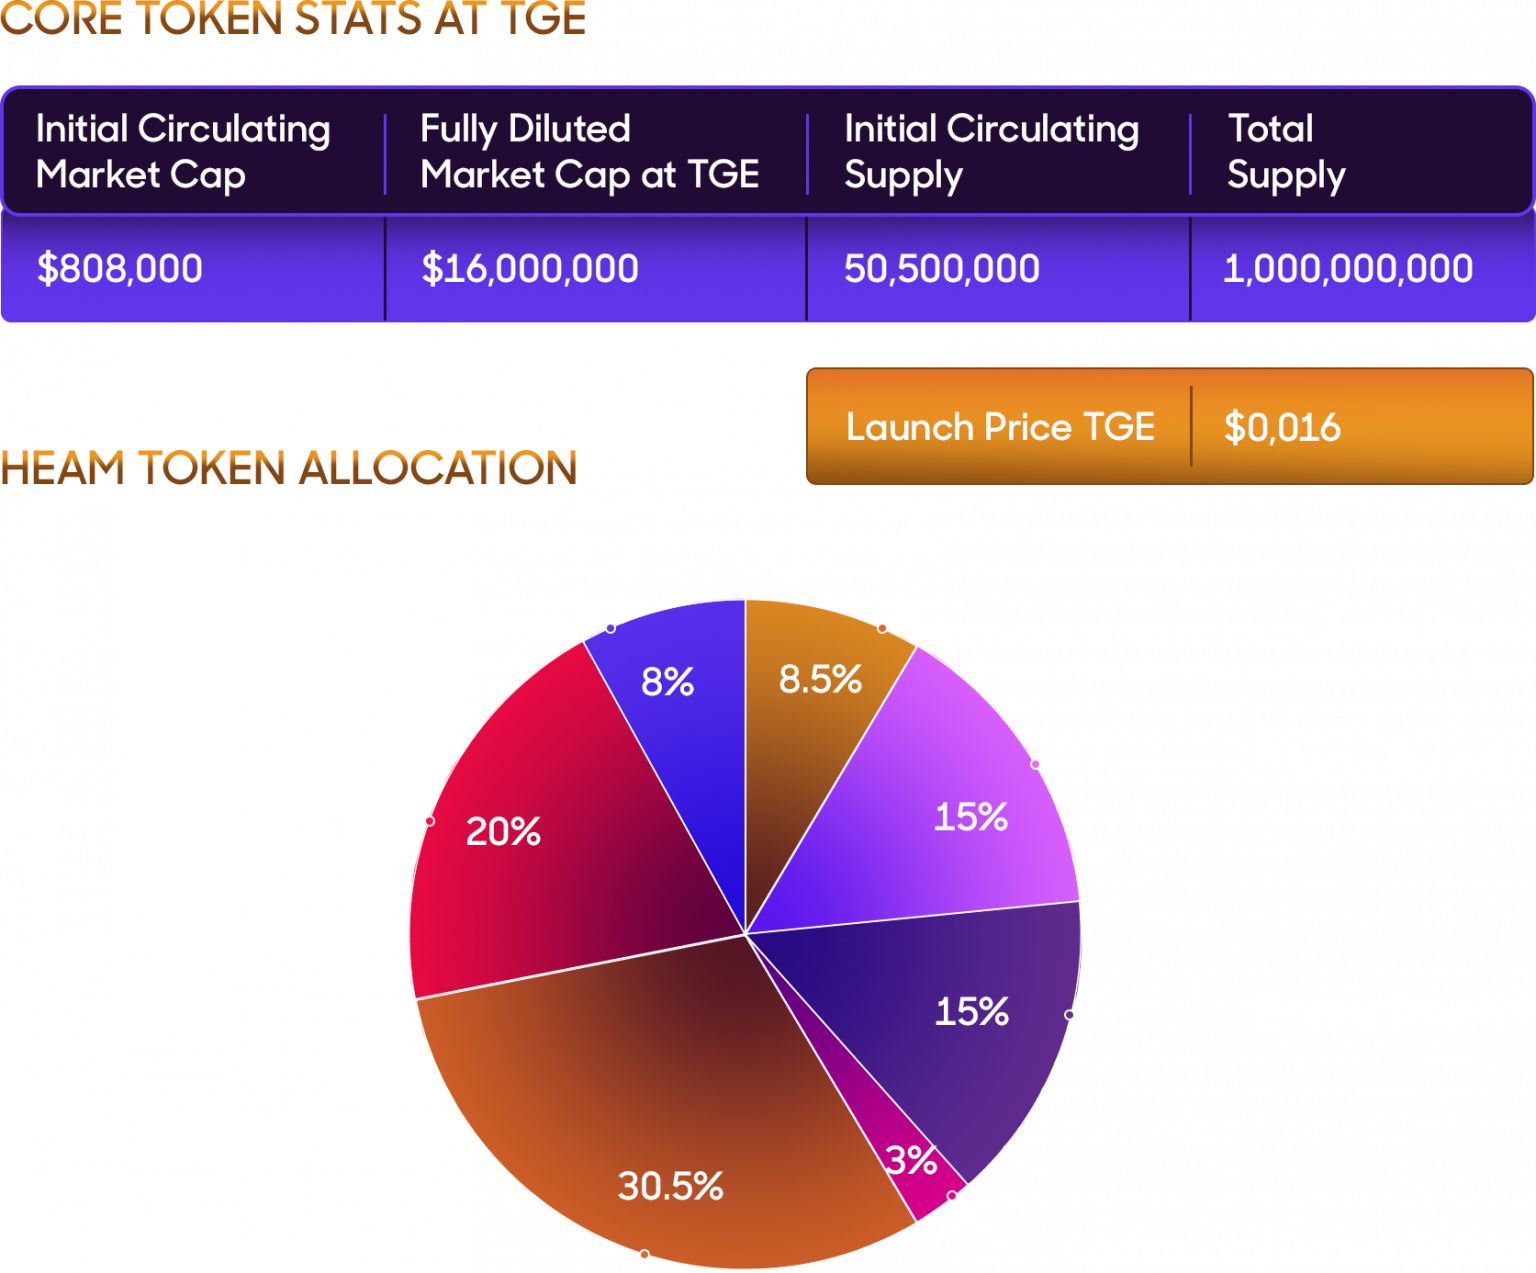 CORE TOKEN STATS AT TGE
Initial Circulating Market Cap
Fully Diluted Market Cap at TGE
Initial Circulating Supply
Total Supply
$808,000
$16,000,000
50,500,000
1,000,000,000
Launch Price TGE
$0,016
HEAM TOKEN ALLOCATION
8%
8.5%
15%
20%
15%
3%
30.5%